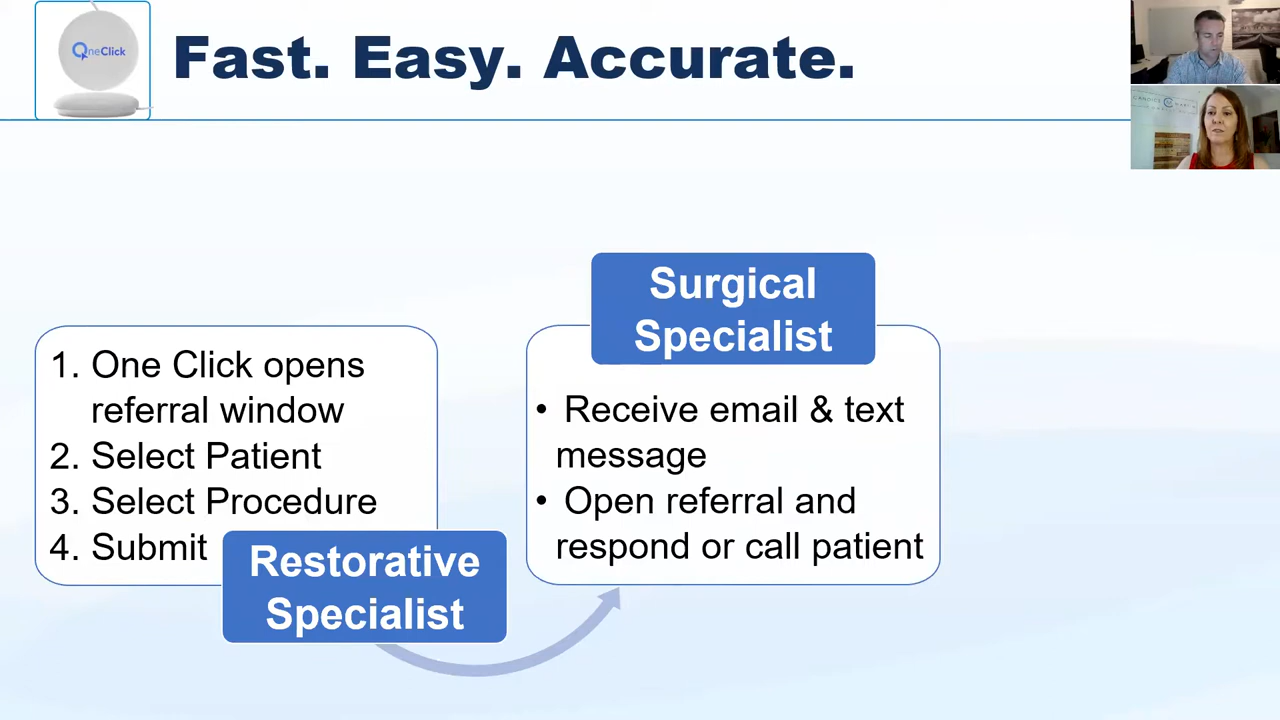 OneClick
Fast. Easy. Accurate.
1. One Click opens
referral window
2. Select Patient
3. Select Procedure
4. Submit
Restorative
Specialist
Surgical
Specialist
• Receive email & text
message
• Open referral and
respond or call patient